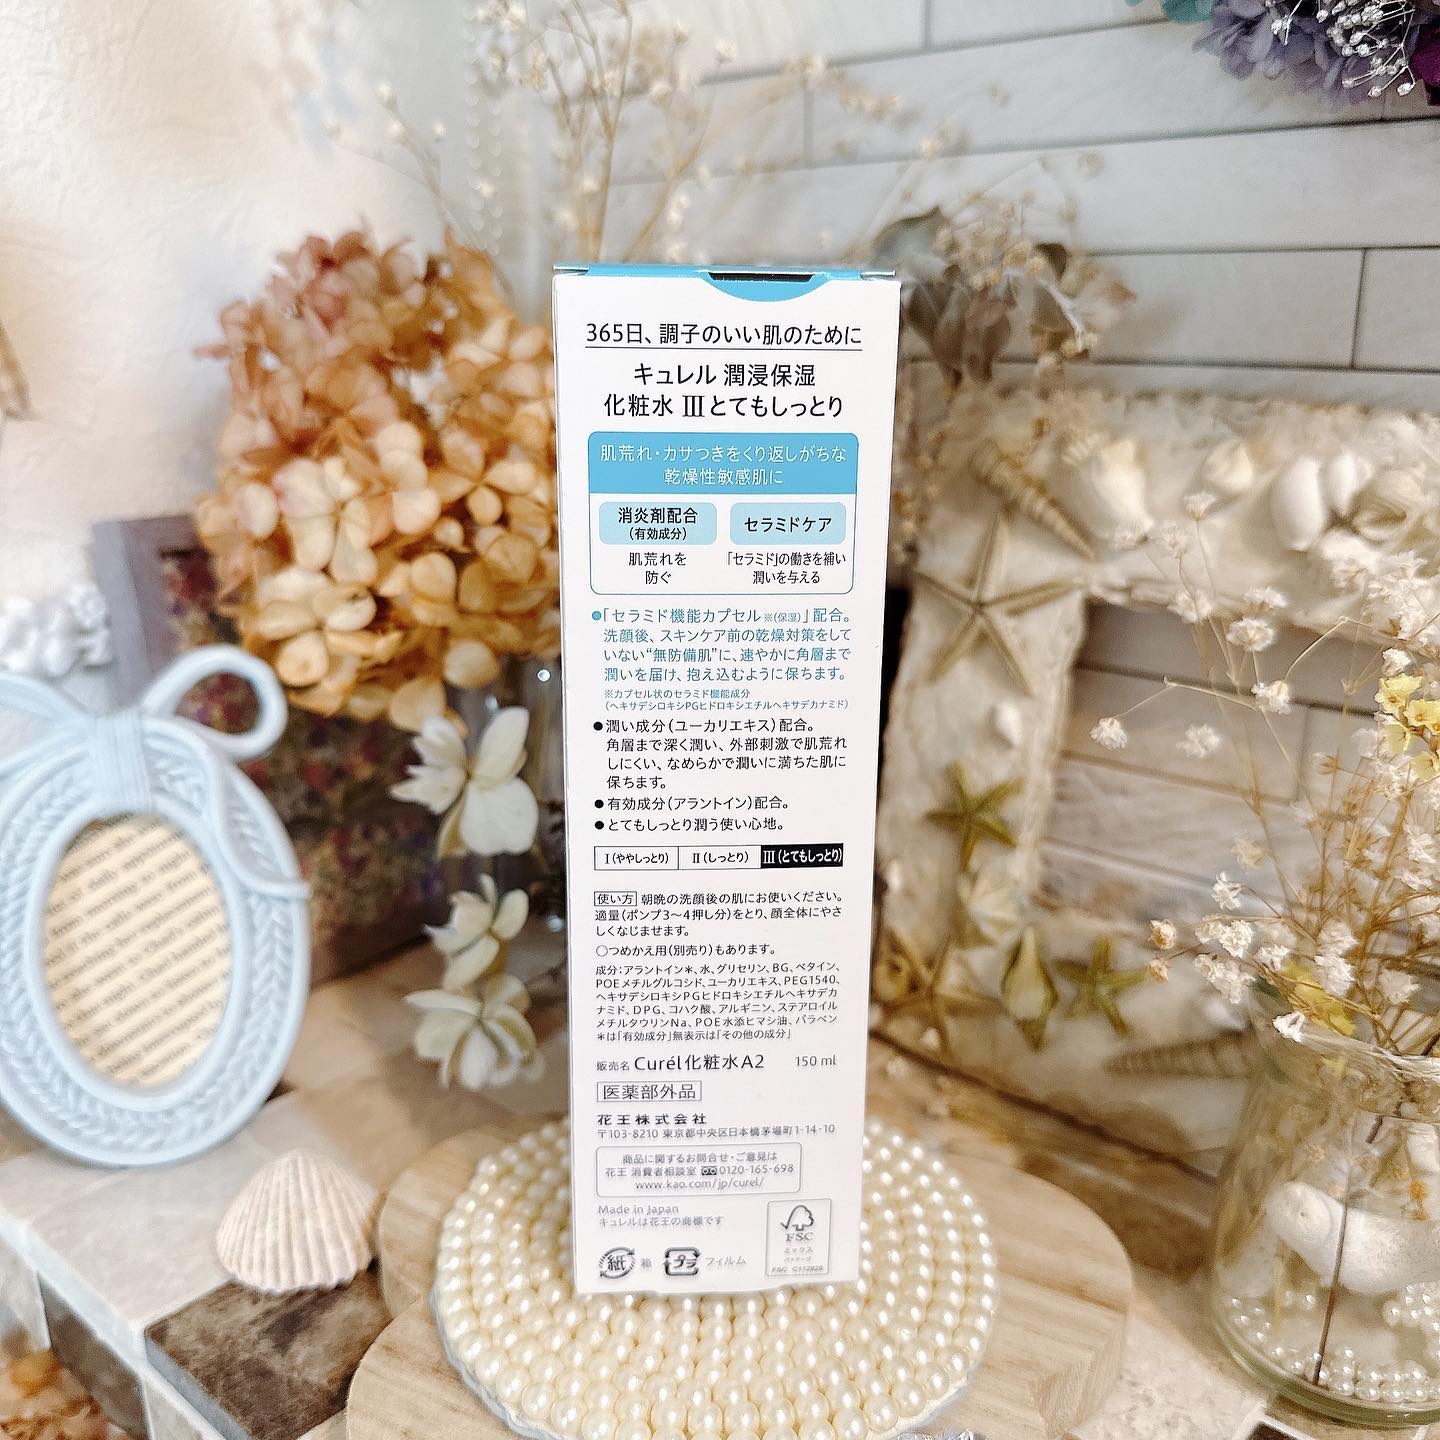 365日、調子のいい肌のために
キュレル 潤浸保湿
化粧水 III とてもしっとり
肌荒れ・カサつきをくり返しがちな
乾燥性敏感肌に
消炎剤配合
(有効成分)
肌荒れを
防ぐ
セラミドケア
「セラミド」の働きを補い
潤いを与える
●「セラミド機能カプセル※(保湿)」配合。
洗顔後、スキンケア前の乾燥対策をして
いない“無防備肌”に、速やかに角層まで
潤いを届け、抱え込むように保ちます。
※カプセル状のセラミド機能成分
(ヘキサデシロキシPGヒドロキシエチルヘキサデカナミド)
●潤い成分(ユーカリエキス)配合。
角層まで深く潤い、外部刺激で肌荒れ
しにくい、なめらかで潤いに満ちた肌に
保ちます。
●有効成分(アラントイン)配合。
●とてもしっとり潤う使い心地。
I(ややしっとり) II(しっとり) III(とてもしっとり)
使い方 朝晩の洗顔後の肌にお使いください。
適量(ポンプ3〜4押し分)をとり、顔全体にやさ
しくなじませます。
○つめかえ用(別売り)もあります。
成分:アラントイン*、水、グリセリン、BG、ベタイン、
POEメチルグルコシド、ユーカリエキス、PEG1540、
ヘキサデシロキシPGヒドロキシエチルヘキサデカ
ナミド、DPG、コハク酸、アルギニン、ステアロイル
メチルタウリンNa、POE水添ヒマシ油、パラベン
*は「有効成分」無表示は「その他の成分」
販売名 Curél化粧水A2 150 ml
医薬部外品
花王株式会社
〒103-8210 東京都中央区日本橋茅場町1-14-10
商品に関するお問合せ・ご意見は
花王 消費者相談室 0120-165-698
www.kao.com/jp/curel/
Made in Japan
キュレルは花王の商標です
紙 箱 プラ フィルム
FSC
ミックス